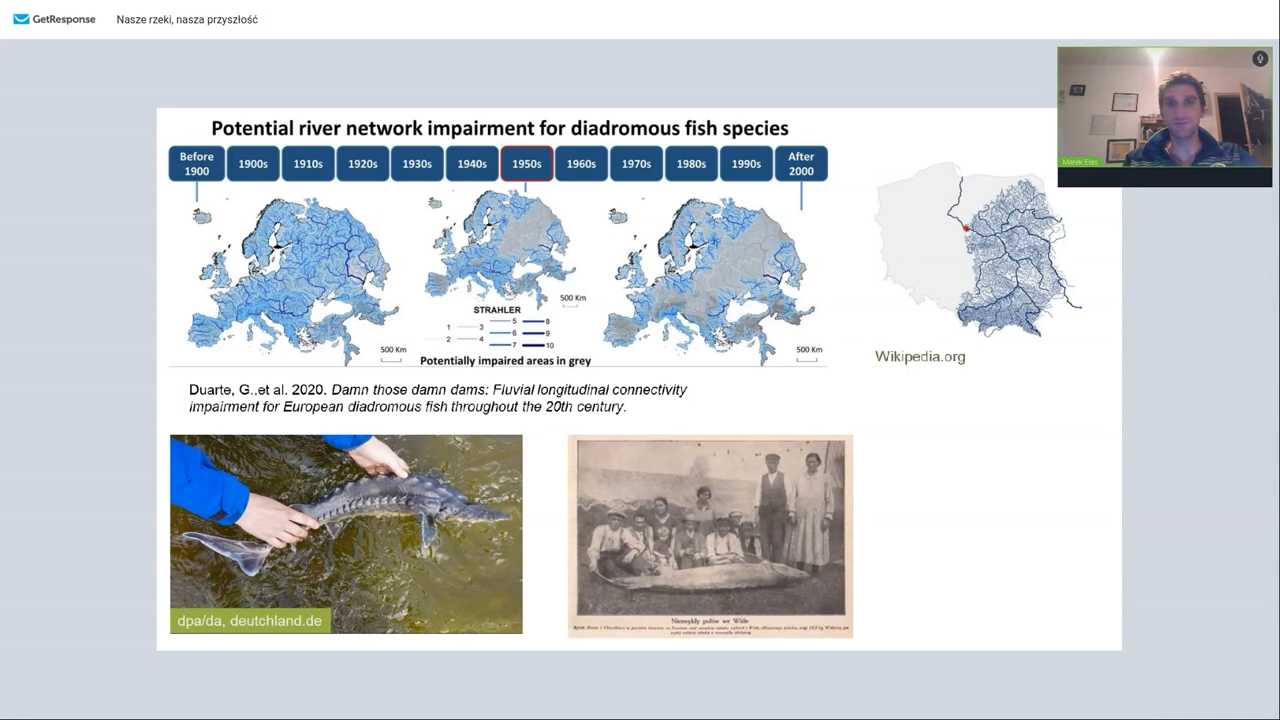 GetResponse
Nasze rzeki, nasza przyszłość
Marek Elas
Potential river network impairment for diadromous fish species
Before 1900
1900s
1910s
1920s
1930s
1940s
1950s
1960s
1970s
1980s
1990s
After 2000
500 Km
500 Km
500 Km
STRAHLER
1
2
3
4
5
6
7
8
9
10
Potentially impaired areas in grey
Wikipedia.org
Duarte, G.,et al. 2020. Damn those damn dams: Fluvial longitudinal connectivity
impairment for European diadromous fish throughout the 20th century.
dpa/da, deutchland.de
Niezwykły połów we Wiśle